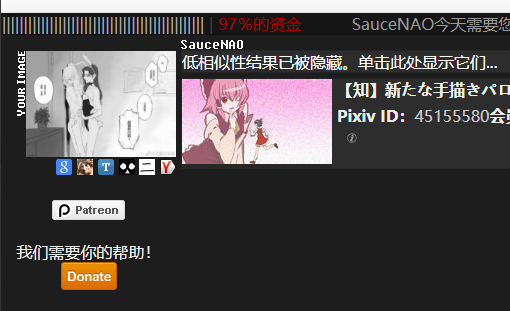 97%的资金
SauceNAO今天需要您
SauceNAO
YOUR IMAGE
低相似性结果已被隐藏。单击此处显示它们...
【知】新たな手描きバロ
Pixiv ID: 45155580会员
Patreon
我们需要你的帮助!
Donate